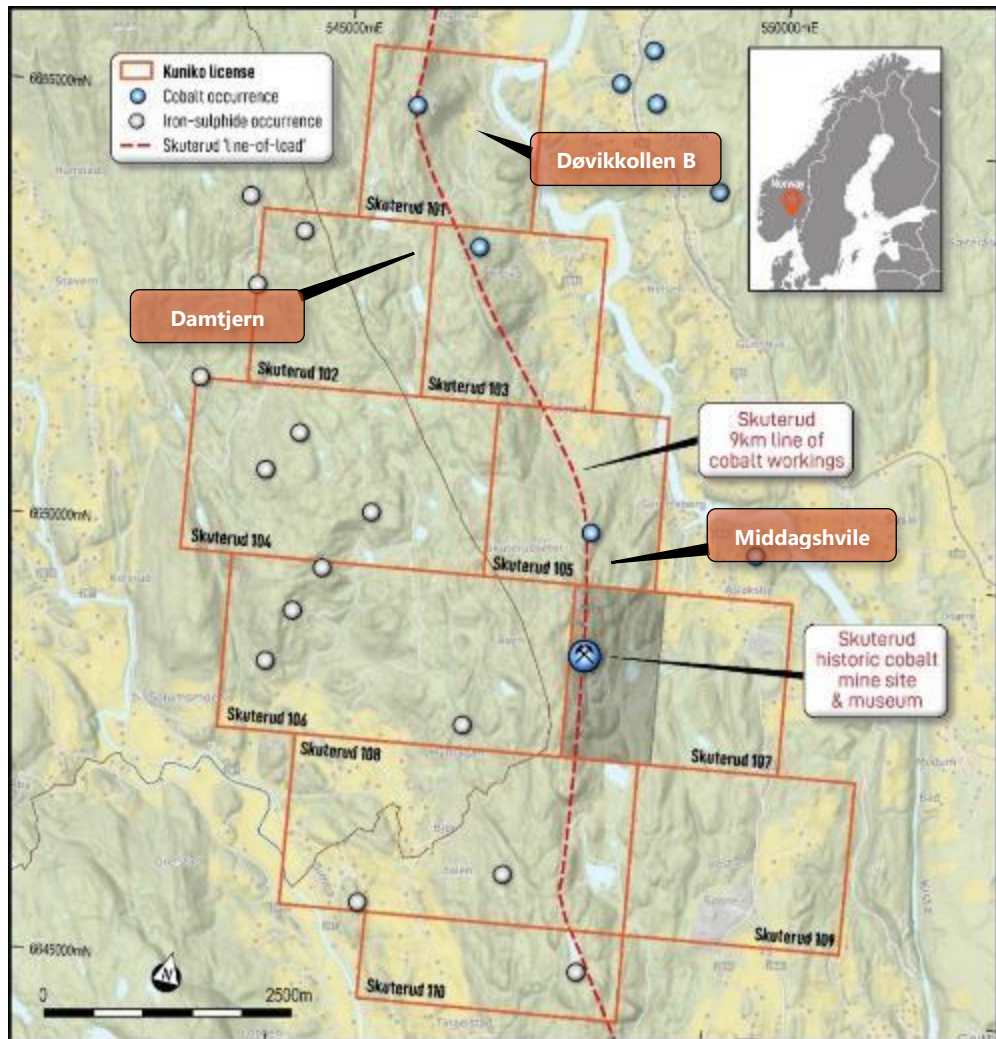 545000mE
550000mE
6655000mN
Kuniko license
Cobalt occurrence
Iron-sulphide occurrence
Skuterud 'line-of-load'
Norway
Døvikkollen B
Skuterud 101
Damtjern
Skuterud 102
Skuterud 103
Skuterud
9km line of
cobalt workings
6650000mN
Middagshvile
Skuterud 104
Skuterud 105
Skuterud
historic cobalt
mine site
& museum
Skuterud 106
Skuterud 107
Skuterud 108
Modum
Skuterud 109
6645000mN
N
0
2500m
Skuterud 110